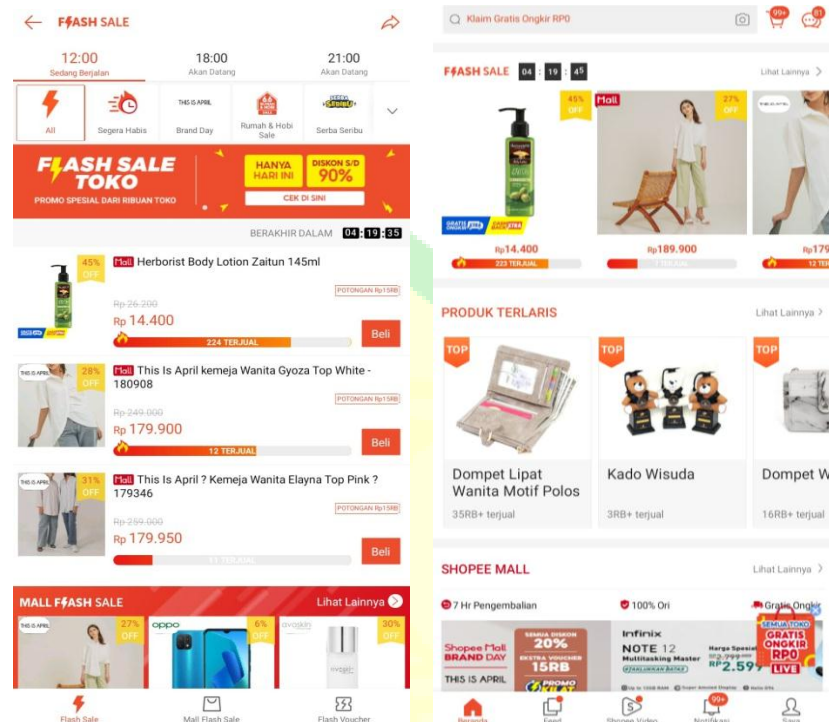 FLASH SALE
12:00
Sedang Berjalan
18:00
Akan Datang
21:00
Akan Datang
All
Segera Habis
THIS IS APRIL
Brand Day
Rumah & Hobi
Sale
SERBA
SERIBU
Serba Seribu
FLASH SALE
TOKO
PROMO SPESIAL DARI RIBUAN TOKO
HANYA
HARI INI
DISKON S/D
90%
CEK DI SINI
BERAKHIR DALAM 04:19:35
45%
OFF
Mall Herborist Body Lotion Zaitun 145ml
POTONGAN Rp15RB
Rp 26.200
Rp 14.400
224 TERJUAL
Beli
THIS IS APRIL
28%
OFF
Mall This Is April kemeja Wanita Gyoza Top White -
180908
POTONGAN Rp15RB
Rp 249.000
Rp 179.900
12 TERJUAL
Beli
THIS IS APRIL
31%
OFF
Mall This Is April ? Kemeja Wanita Elayna Top Pink ?
179346
POTONGAN Rp15RB
Rp 259.000
Rp 179.950
11 TERJUAL
Beli
MALL FLASH SALE
Lihat Lainnya
THIS IS APRIL
27%
OFF
oppo
6%
OFF
avoskin
30%
OFF
Flash Sale
Mall Flash Sale
Flash Voucher
Klaim Gratis Ongkir RP0
99+
81
FLASH SALE 04 : 19 : 45
Lihat Lainnya
45%
OFF
Mall
27%
OFF
Rp14.400
223 TERJUAL
Rp189.900
7 TERJUAL
Rp179
12 TER
PRODUK TERLARIS
Lihat Lainnya
TOP
TOP
TOP
Dompet Lipat
Wanita Motif Polos
35RB+ terjual
Kado Wisuda
3RB+ terjual
Dompet W
16RB+ terjual
SHOPEE MALL
Lihat Lainnya
7 Hr Pengembalian
100% Ori
Gratis Ongkir
Shopee Mall
BRAND DAY
THIS IS APRIL
SEMUA DISKON
20%
EKSTRA VOUCHER
15RB
PROMO
KILAT
Infinix
NOTE 12
Multitasking Master
Harga Spesial
RP2.799.000
RP2.599
SEMUA TOKO
GRATIS
ONGKIR
RP0
LIVE
Beranda
Feed
Shopee Video
99+
Notifikasi
Saya